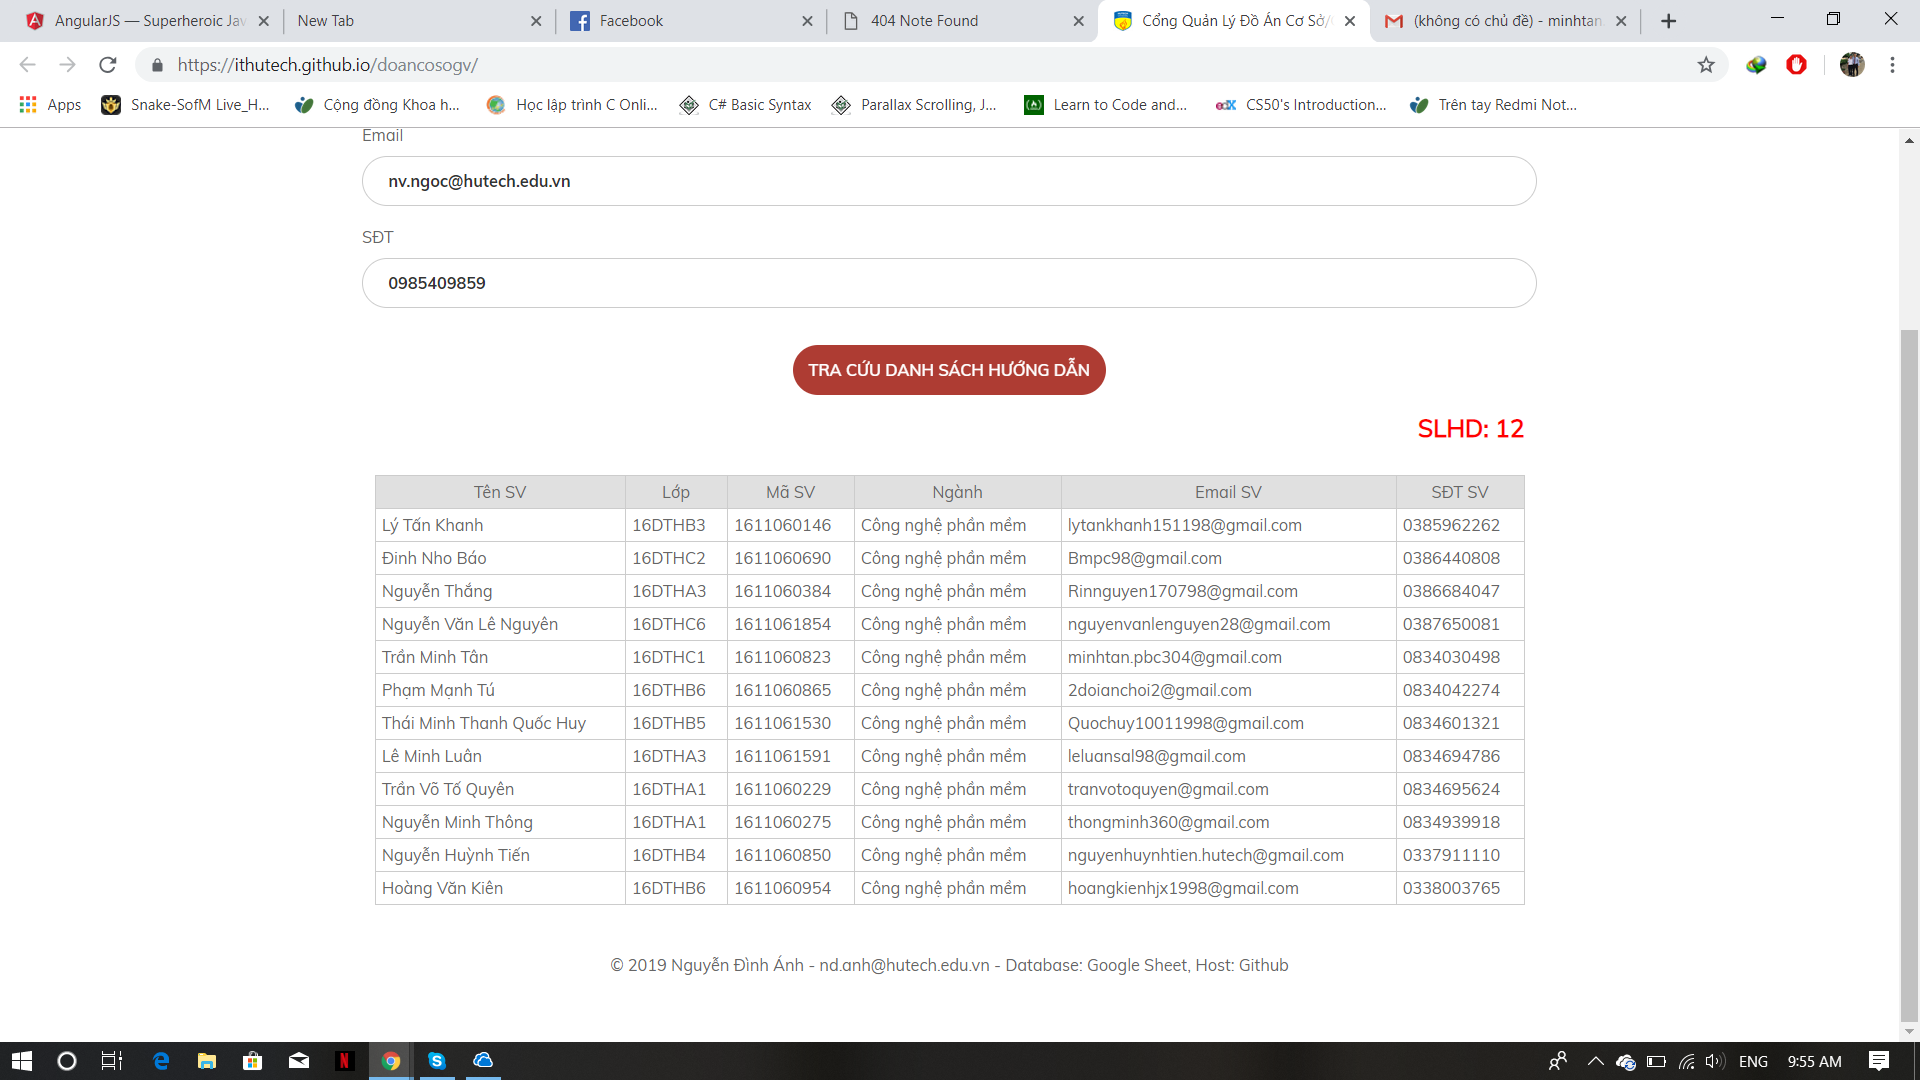 AngularJS — Superheroic Jav
New Tab
Facebook
404 Note Found
Cổng Quản Lý Đồ Án Cơ Sở/
(không có chủ đề) - minhtan.
https://ithutech.github.io/doancosogv/
Apps
Snake-SofM Live_H...
Cộng đồng Khoa h...
Học lập trình C Onli...
C# Basic Syntax
Parallax Scrolling, J...
Learn to Code and...
CS50's Introduction...
Trên tay Redmi Not...
Email
nv.ngoc@hutech.edu.vn
SĐT
0985409859
TRA CỨU DANH SÁCH HƯỚNG DẪN
SLHD: 12
Tên SV Lớp Mã SV Ngành Email SV SĐT SV
Lý Tấn Khanh 16DTHB3 1611060146 Công nghệ phần mềm lytankhanh151198@gmail.com 0385962262
Đinh Nho Báo 16DTHC2 1611060690 Công nghệ phần mềm Bmpc98@gmail.com 0386440808
Nguyễn Thắng 16DTHA3 1611060384 Công nghệ phần mềm Rinnguyen170798@gmail.com 0386684047
Nguyễn Văn Lê Nguyên 16DTHC6 1611061854 Công nghệ phần mềm nguyenvanlenguyen28@gmail.com 0387650081
Trần Minh Tân 16DTHC1 1611060823 Công nghệ phần mềm minhtan.pbc304@gmail.com 0834030498
Phạm Mạnh Tú 16DTHB6 1611060865 Công nghệ phần mềm 2doianchoi2@gmail.com 0834042274
Thái Minh Thanh Quốc Huy 16DTHB5 1611061530 Công nghệ phần mềm Quochuy10011998@gmail.com 0834601321
Lê Minh Luân 16DTHA3 1611061591 Công nghệ phần mềm leluansal98@gmail.com 0834694786
Trần Võ Tố Quyên 16DTHA1 1611060229 Công nghệ phần mềm tranvotoquyen@gmail.com 0834695624
Nguyễn Minh Thông 16DTHA1 1611060275 Công nghệ phần mềm thongminh360@gmail.com 0834939918
Nguyễn Huỳnh Tiến 16DTHB4 1611060850 Công nghệ phần mềm nguyenhuynhtien.hutech@gmail.com 0337911110
Hoàng Văn Kiên 16DTHB6 1611060954 Công nghệ phần mềm hoangkienhjx1998@gmail.com 0338003765
© 2019 Nguyễn Đình Ánh - nd.anh@hutech.edu.vn - Database: Google Sheet, Host: Github
ENG
9:55 AM